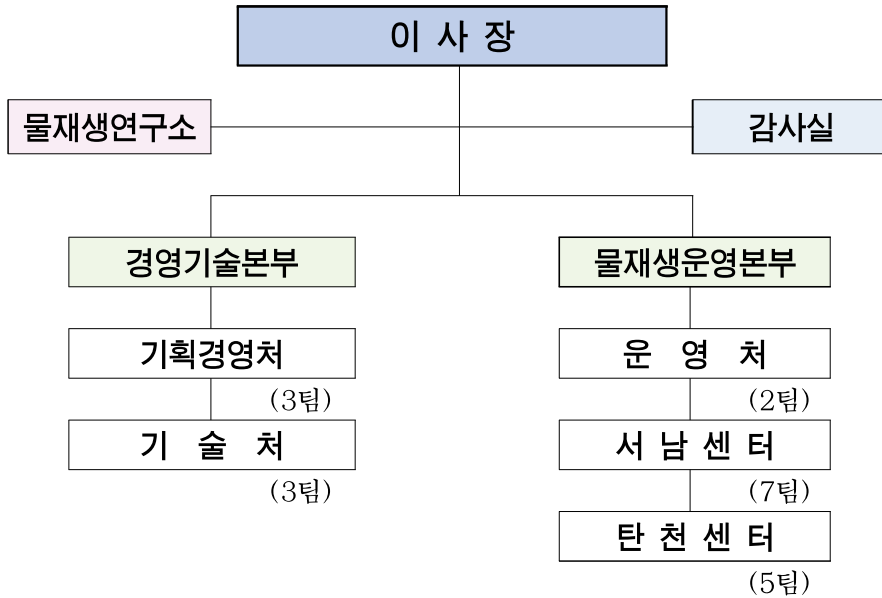 이 사 장
물재생연구소 감사실
경영기술본부 물재생운영본부
기획경영처 운 영 처
(3팀) (2팀)
기 술 처 서 남 센 터
(3팀) (7팀)
탄 천 센 터
(5팀)